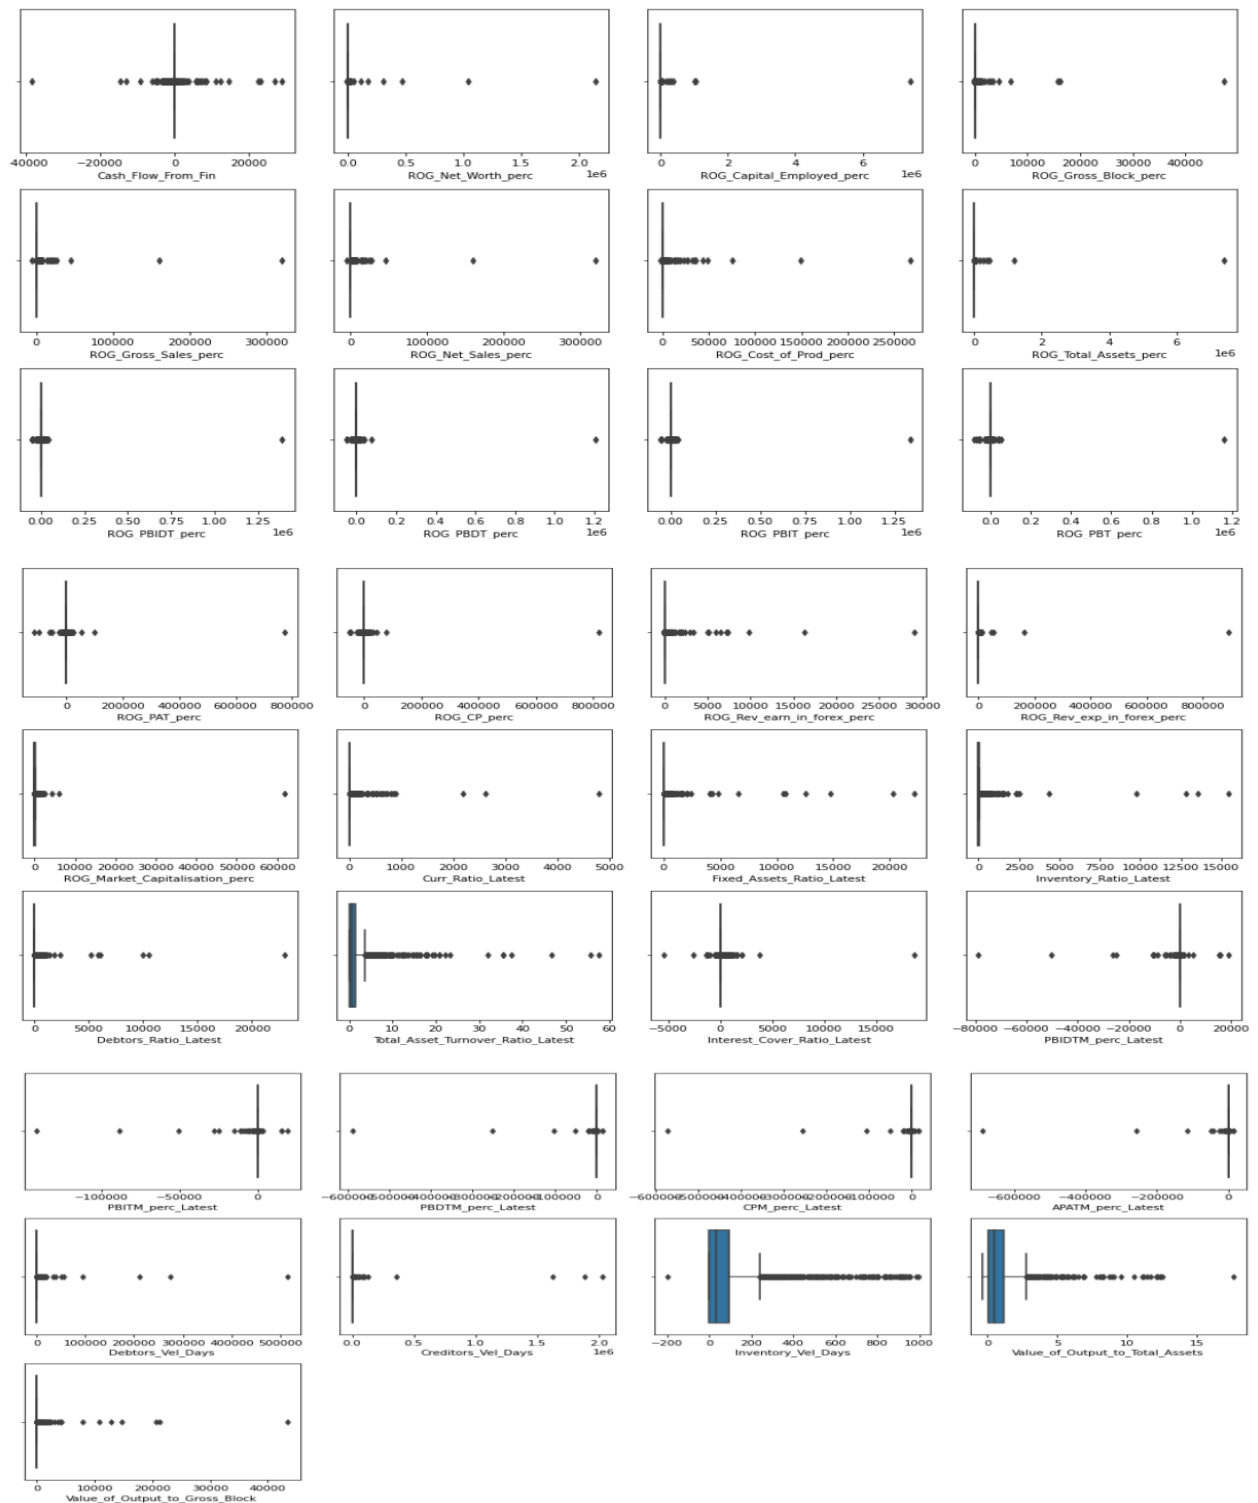 40000 −20000 0 20000
Cash_Flow_From_Fin
0.0 0.5 1.0 1.5 2.0
ROG_Net_Worth_perc 1e6
0 2 4 6
ROG_Capital_Employed_perc 1e6
0 10000 20000 30000 40000
ROG_Gross_Block_perc
0 100000 200000 300000
ROG_Gross_Sales_perc
0 100000 200000 300000
ROG_Net_Sales_perc
0 50000 100000 150000 200000 250000
ROG_Cost_of_Prod_perc
0 2 4 6
ROG_Total_Assets_perc 1e6
0.00 0.25 0.50 0.75 1.00 1.25
ROG_PBIDT_perc 1e6
0.0 0.2 0.4 0.6 0.8 1.0 1.2
ROG_PBDT_perc 1e6
0.00 0.25 0.50 0.75 1.00 1.25
ROG_PBIT_perc 1e6
0.0 0.2 0.4 0.6 0.8 1.0 1.2
ROG_PBT_perc 1e6
0 200000 400000 600000 800000
ROG_PAT_perc
0 200000 400000 600000 800000
ROG_CP_perc
0 5000 10000 15000 20000 25000 30000
ROG_Rev_earn_in_forex_perc
0 200000 400000 600000 800000
ROG_Rev_exp_in_forex_perc
0 10000 20000 30000 40000 50000 60000
ROG_Market_Capitalisation_perc
0 1000 2000 3000 4000 5000
Curr_Ratio_Latest
0 5000 10000 15000 20000
Fixed_Assets_Ratio_Latest
0 2500 5000 7500 10000 12500 15000
Inventory_Ratio_Latest
0 5000 10000 15000 20000
Debtors_Ratio_Latest
0 10 20 30 40 50 60
Total_Asset_Turnover_Ratio_Latest
−5000 0 5000 10000 15000
Interest_Cover_Ratio_Latest
−80000 −60000 −40000 −20000 0 20000
PBIDTM_perc_Latest
−100000 −50000 0
PBITM_perc_Latest
−600000 −500000 −400000 −300000 −200000 −100000 0
PBDTM_perc_Latest
−600000 −500000 −400000 −300000 −200000 −100000 0
CPM_perc_Latest
−600000 −400000 −200000 0
APATM_perc_Latest
0 100000 200000 300000 400000 500000
Debtors_Vel_Days
0.0 0.5 1.0 1.5 2.0
Creditors_Vel_Days 1e6
−200 0 200 400 600 800 1000
Inventory_Vel_Days
0 5 10 15
Value_of_Output_to_Total_Assets
0 10000 20000 30000 40000
Value_of_Output_to_Gross_Block